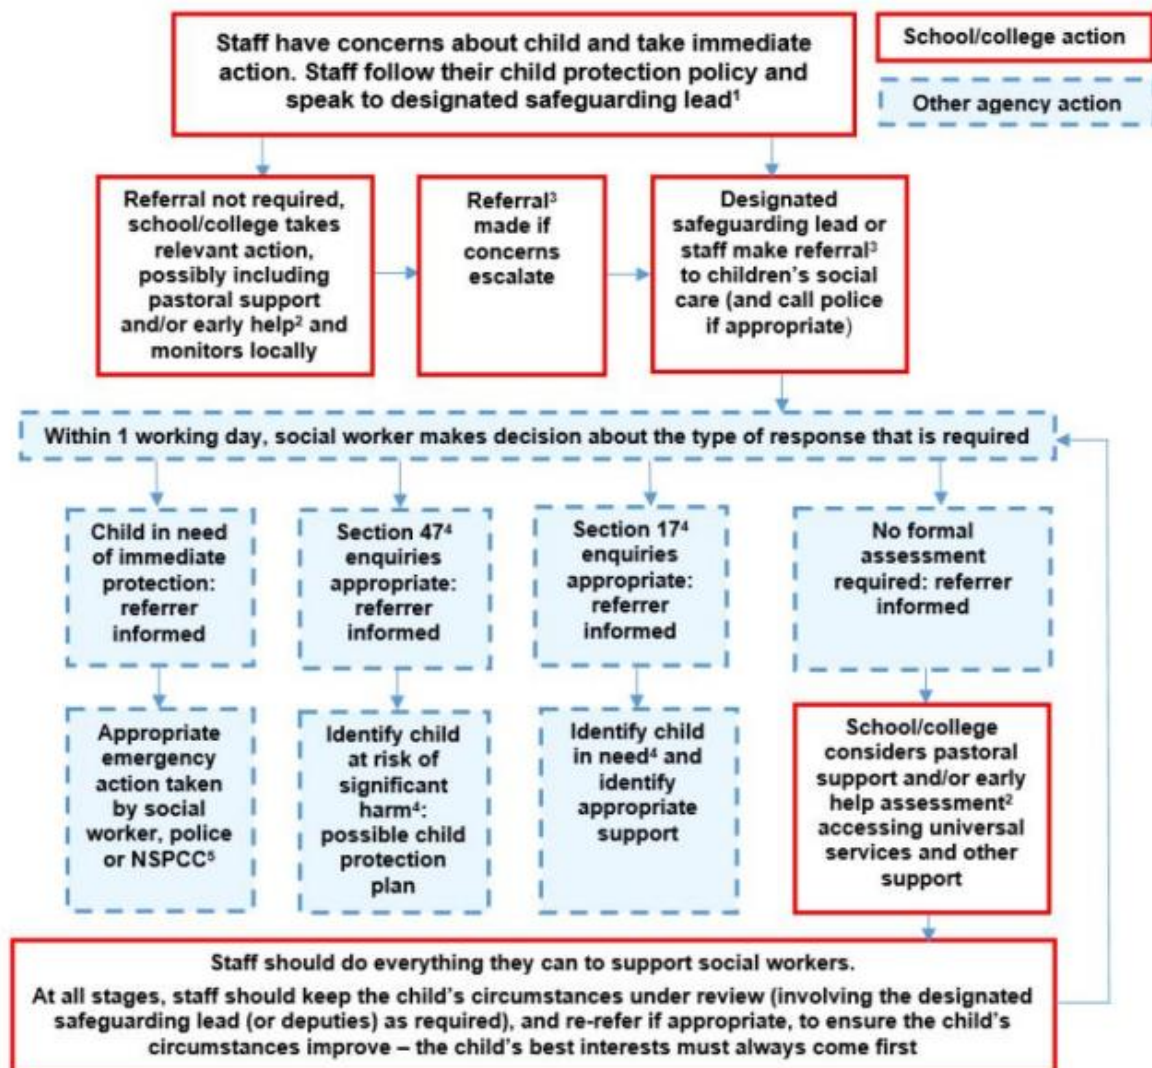 Staff have concerns about child and take immediate
action. Staff follow their child protection policy and
speak to designated safeguarding lead¹
School/college action
Other agency action
Referral not required,
school/college takes
relevant action,
possibly including
pastoral support
and/or early help² and
monitors locally
Referral³
made if
concerns
escalate
Designated
safeguarding lead or
staff make referral³
to children's social
care (and call police
if appropriate)
Within 1 working day, social worker makes decision about the type of response that is required
Child in need
of immediate
protection:
referrer
informed
Section 47⁴
enquiries
appropriate:
referrer
informed
Section 17⁴
enquiries
appropriate:
referrer
informed
No formal
assessment
required: referrer
informed
Appropriate
emergency
action taken
by social
worker, police
or NSPCC⁵
Identify child
at risk of
significant
harm⁴:
possible child
protection
plan
Identify child
in need⁴ and
identify
appropriate
support
School/college
considers pastoral
support and/or early
help assessment²
accessing universal
services and other
support
Staff should do everything they can to support social workers.
At all stages, staff should keep the child's circumstances under review (involving the designated
safeguarding lead (or deputies) as required), and re-refer if appropriate, to ensure the child's
circumstances improve – the child's best interests must always come first